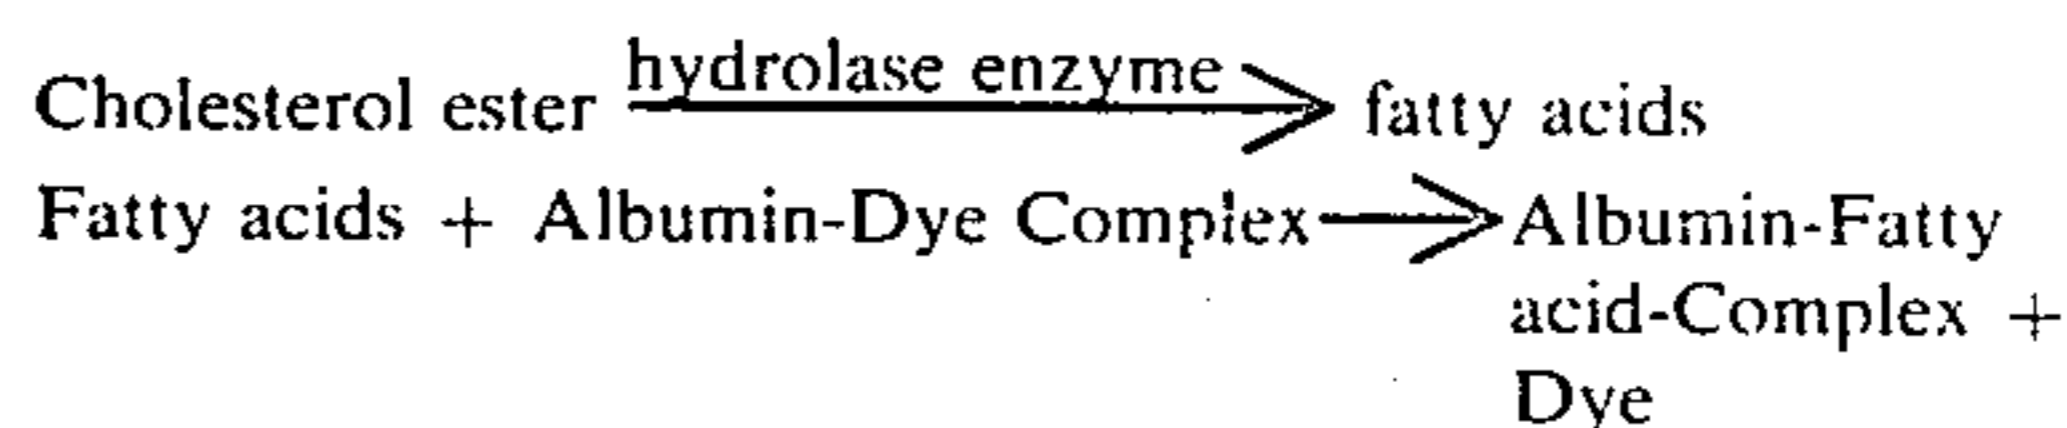 Cholesterol ester hydrolase enzyme fatty acids
Fatty acids + Albumin-Dye Complex Albumin-Fatty
acid-Complex +
Dye